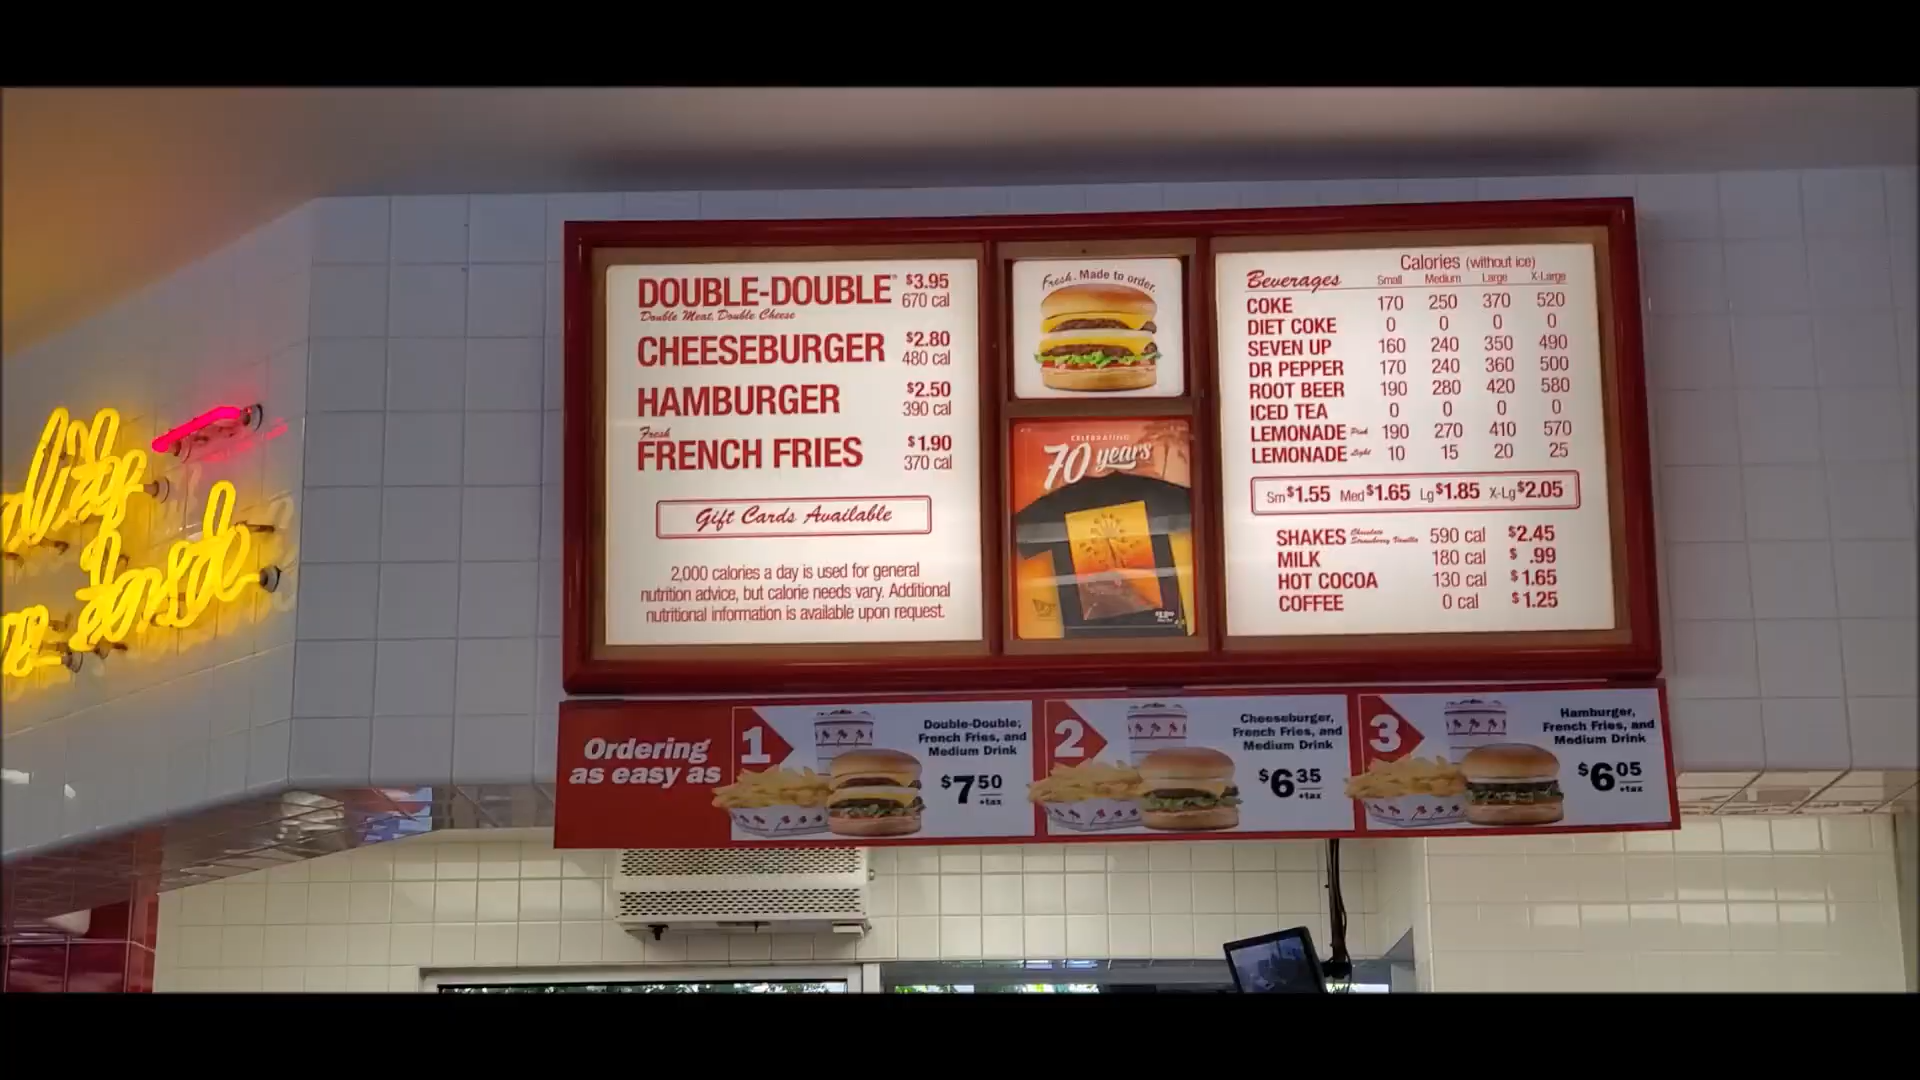 DOUBLE-DOUBLE $3.95
670 cal
Double Meat, Double Cheese
CHEESEBURGER $2.80
480 cal
HAMBURGER $2.50
390 cal
Fresh
FRENCH FRIES $1.90
370 cal
Gift Cards Available
2,000 calories a day is used for general
nutrition advice, but calorie needs vary. Additional
nutritional information is available upon request.
Fresh. Made to order.
CELEBRATING
70 years
Calories (without ice)
Beverages Small Medium Large X-Large
COKE 170 250 370 520
DIET COKE 0 0 0 0
SEVEN UP 160 240 350 490
DR PEPPER 170 240 360 500
ROOT BEER 190 280 420 580
ICED TEA 0 0 0 0
LEMONADE Pink 190 270 410 570
LEMONADE Light 10 15 20 25
Sm $1.55 Med $1.65 Lg $1.85 X-Lg $2.05
SHAKES Chocolate Strawberry Vanilla 590 cal $2.45
MILK 180 cal $ .99
HOT COCOA 130 cal $1.65
COFFEE 0 cal $1.25
Ordering
as easy as
1
Double-Double,
French Fries, and
Medium Drink
$7 50
+tax
2
Cheeseburger,
French Fries, and
Medium Drink
$6 35
+tax
3
Hamburger,
French Fries, and
Medium Drink
$6 05
+tax